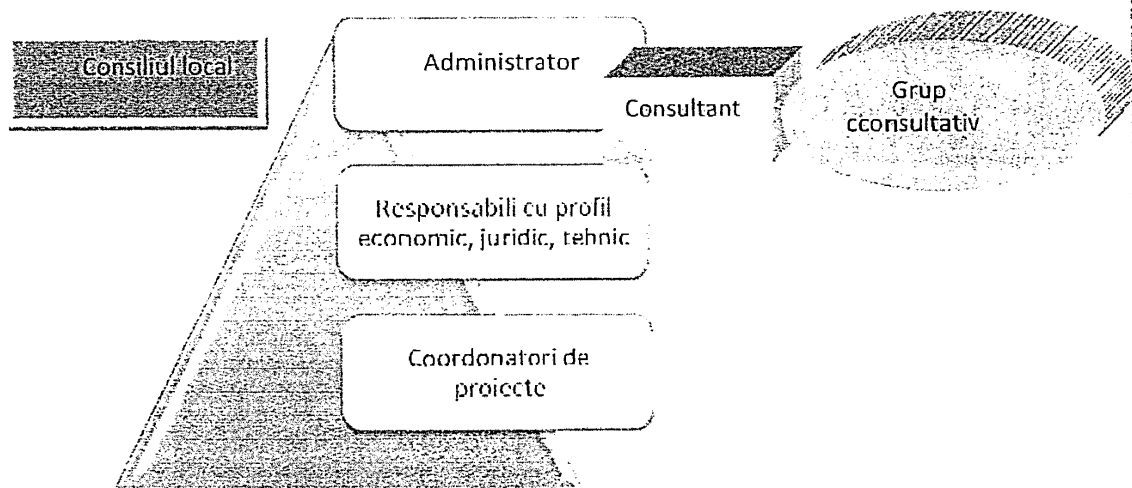 Consiliul local
Administrator
Consultant
Grup
cconsultativ
Responsabili cu profil
economic, juridic, tehnic
Coordonatori de
proiecte